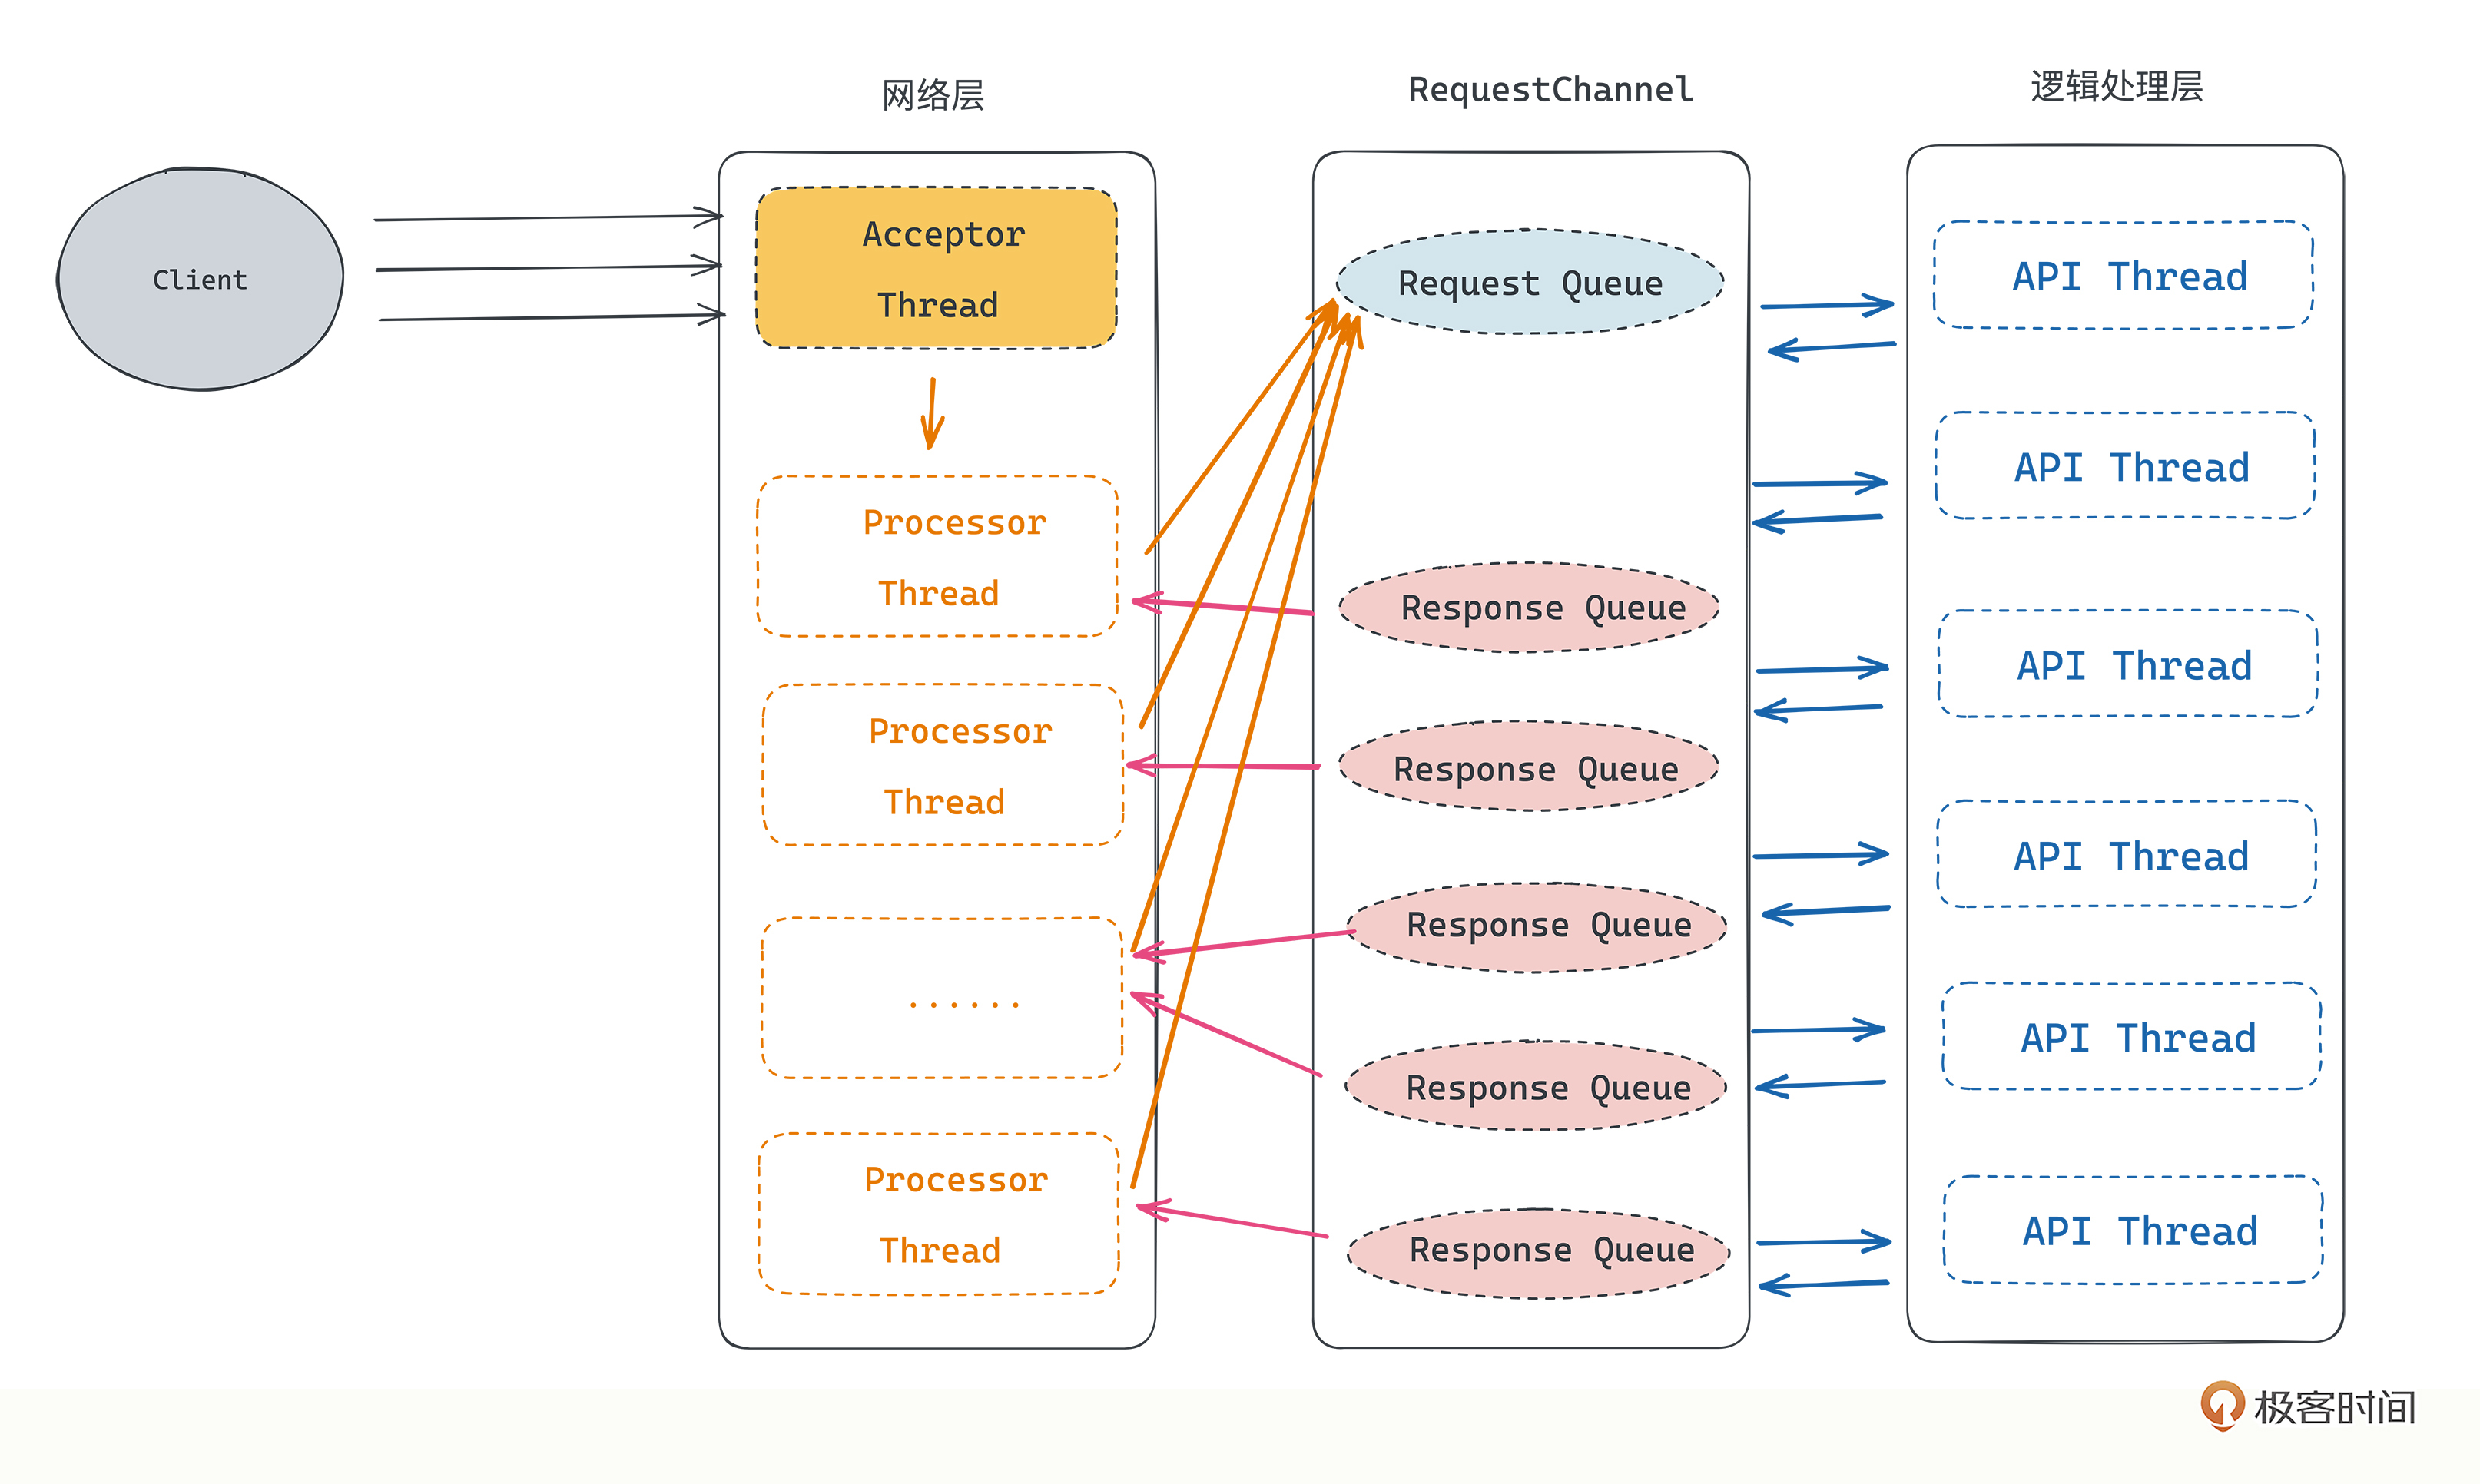 网络层
RequestChannel
逻辑处理层
Client
Acceptor
Thread
Processor
Thread
Processor
Thread
......
Processor
Thread
Request Queue
Response Queue
Response Queue
Response Queue
Response Queue
Response Queue
API Thread
API Thread
API Thread
API Thread
API Thread
API Thread
极客时间